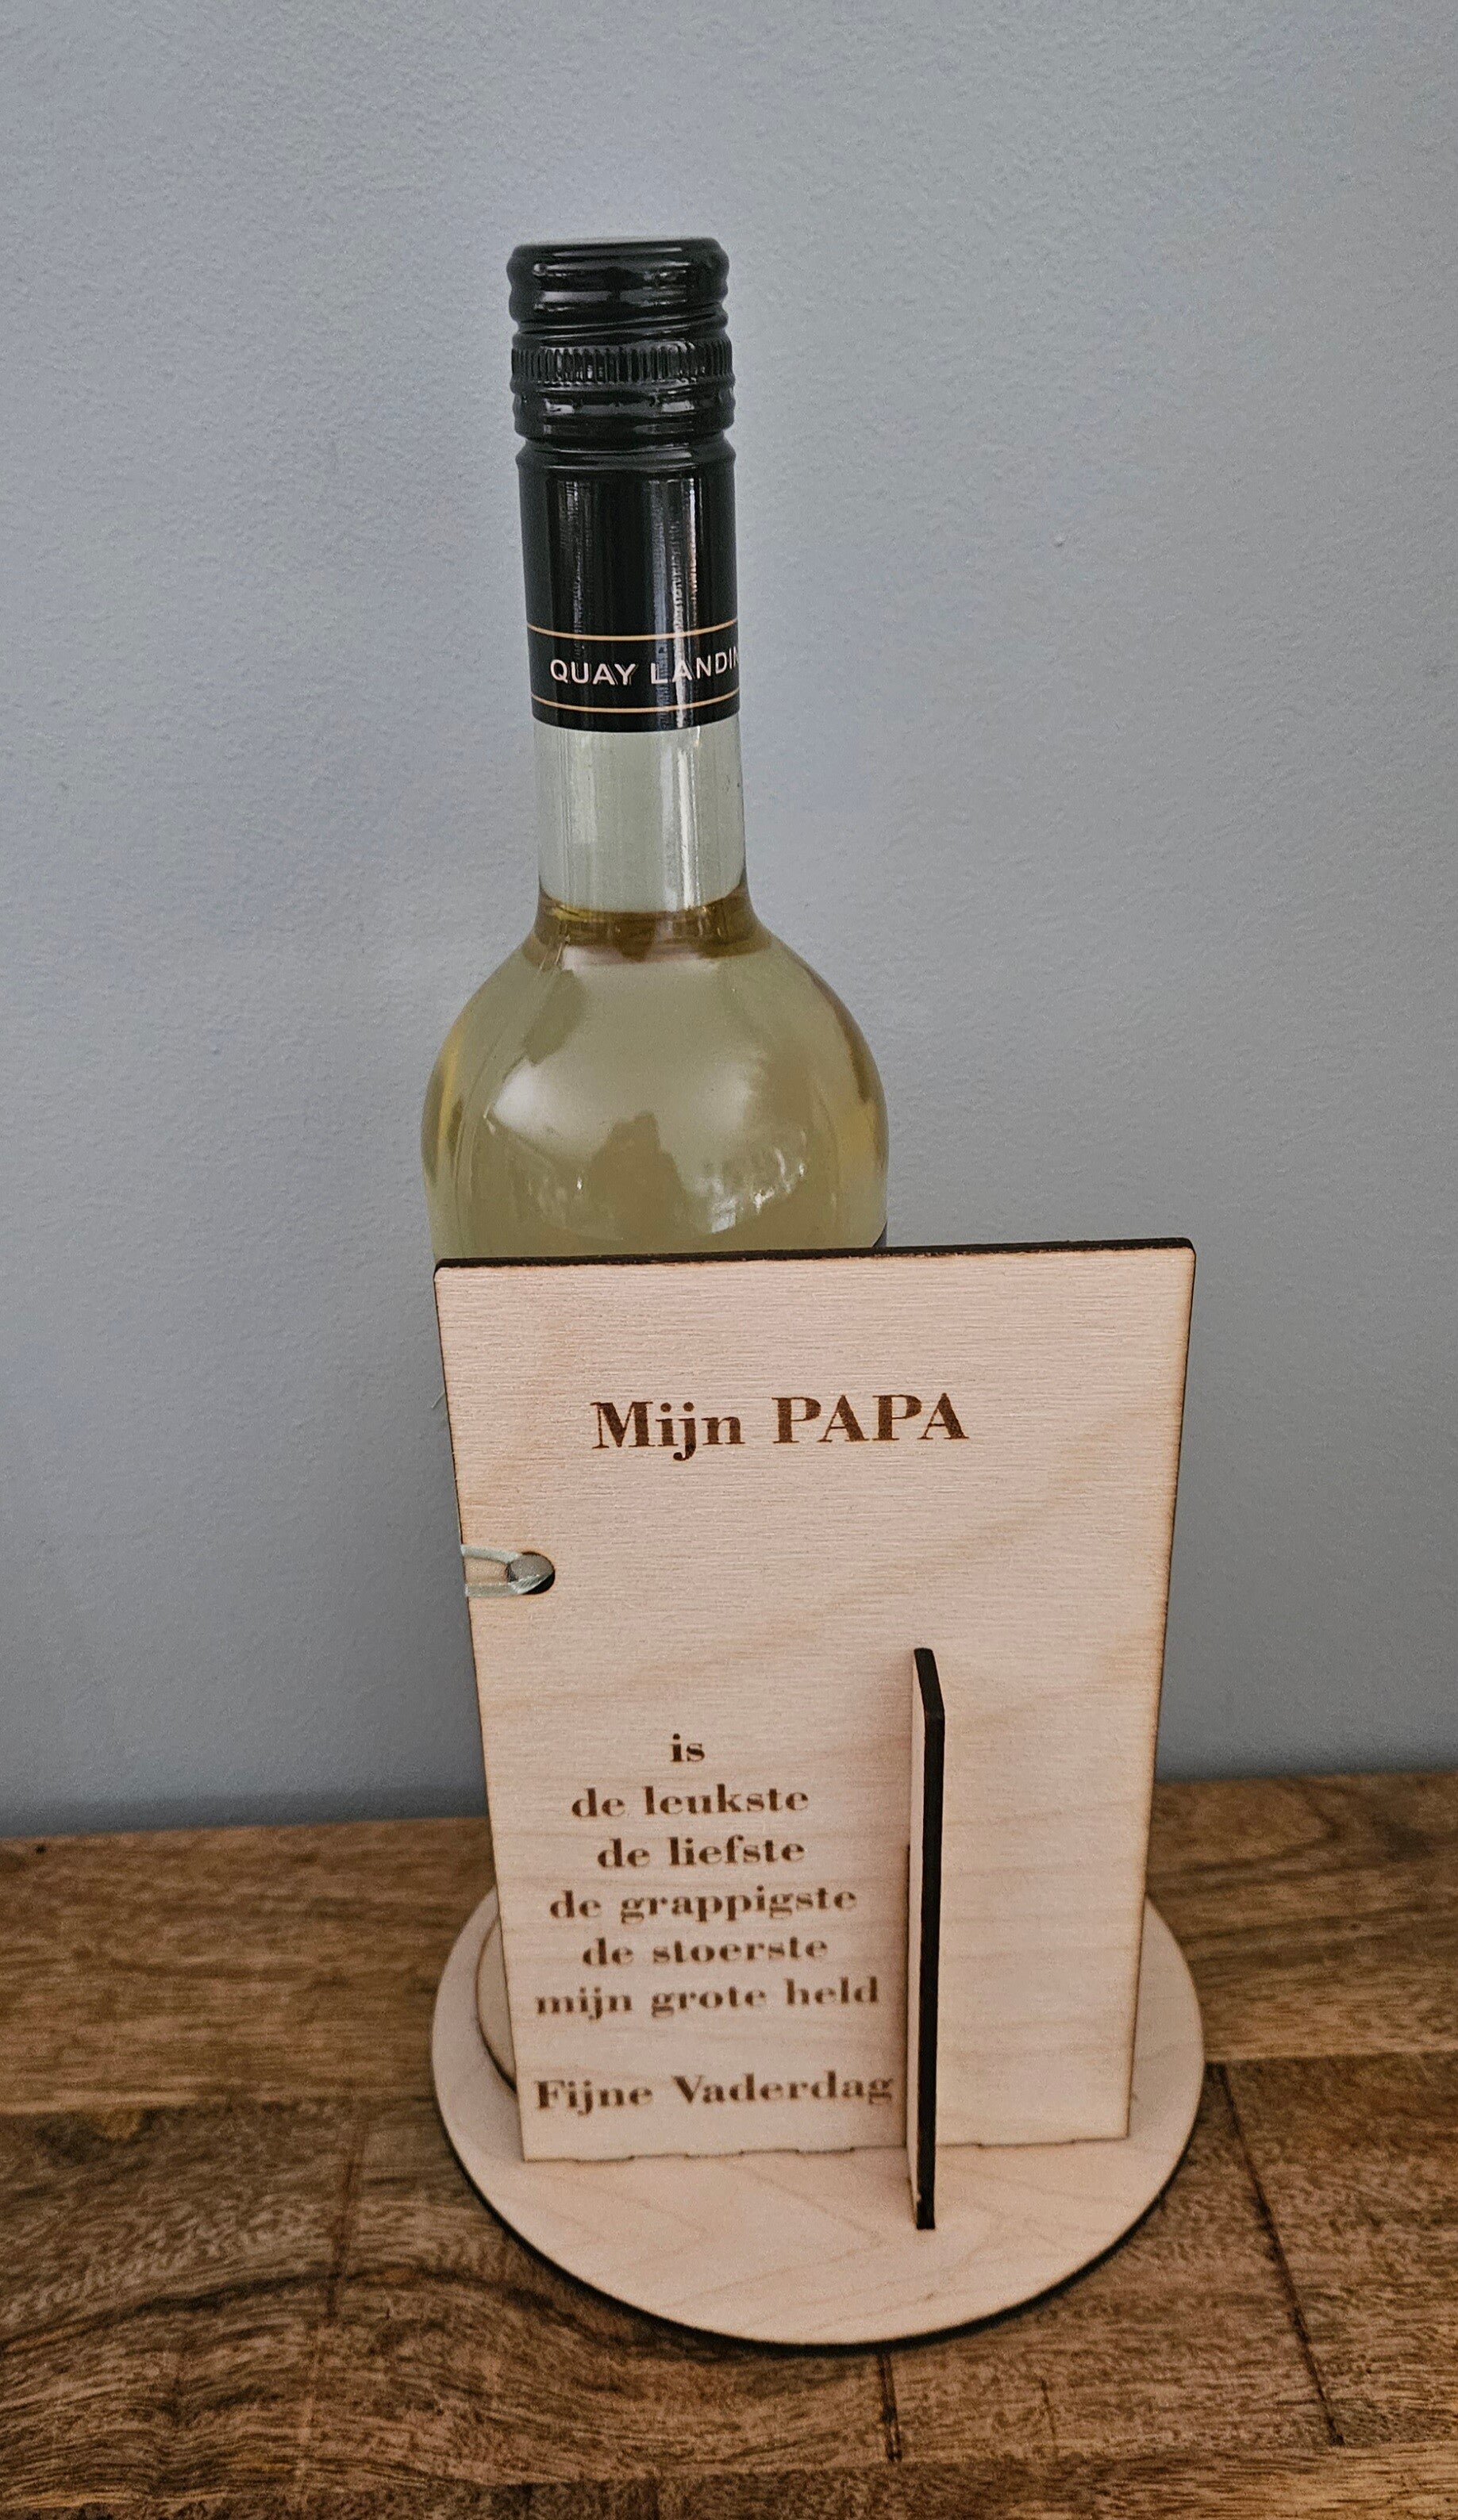 QUAY LANDIN
Mijn PAPA
is
de leukste
de liefste
de grappigste
de stoerste
mijn grote held
Fijne Vaderdag